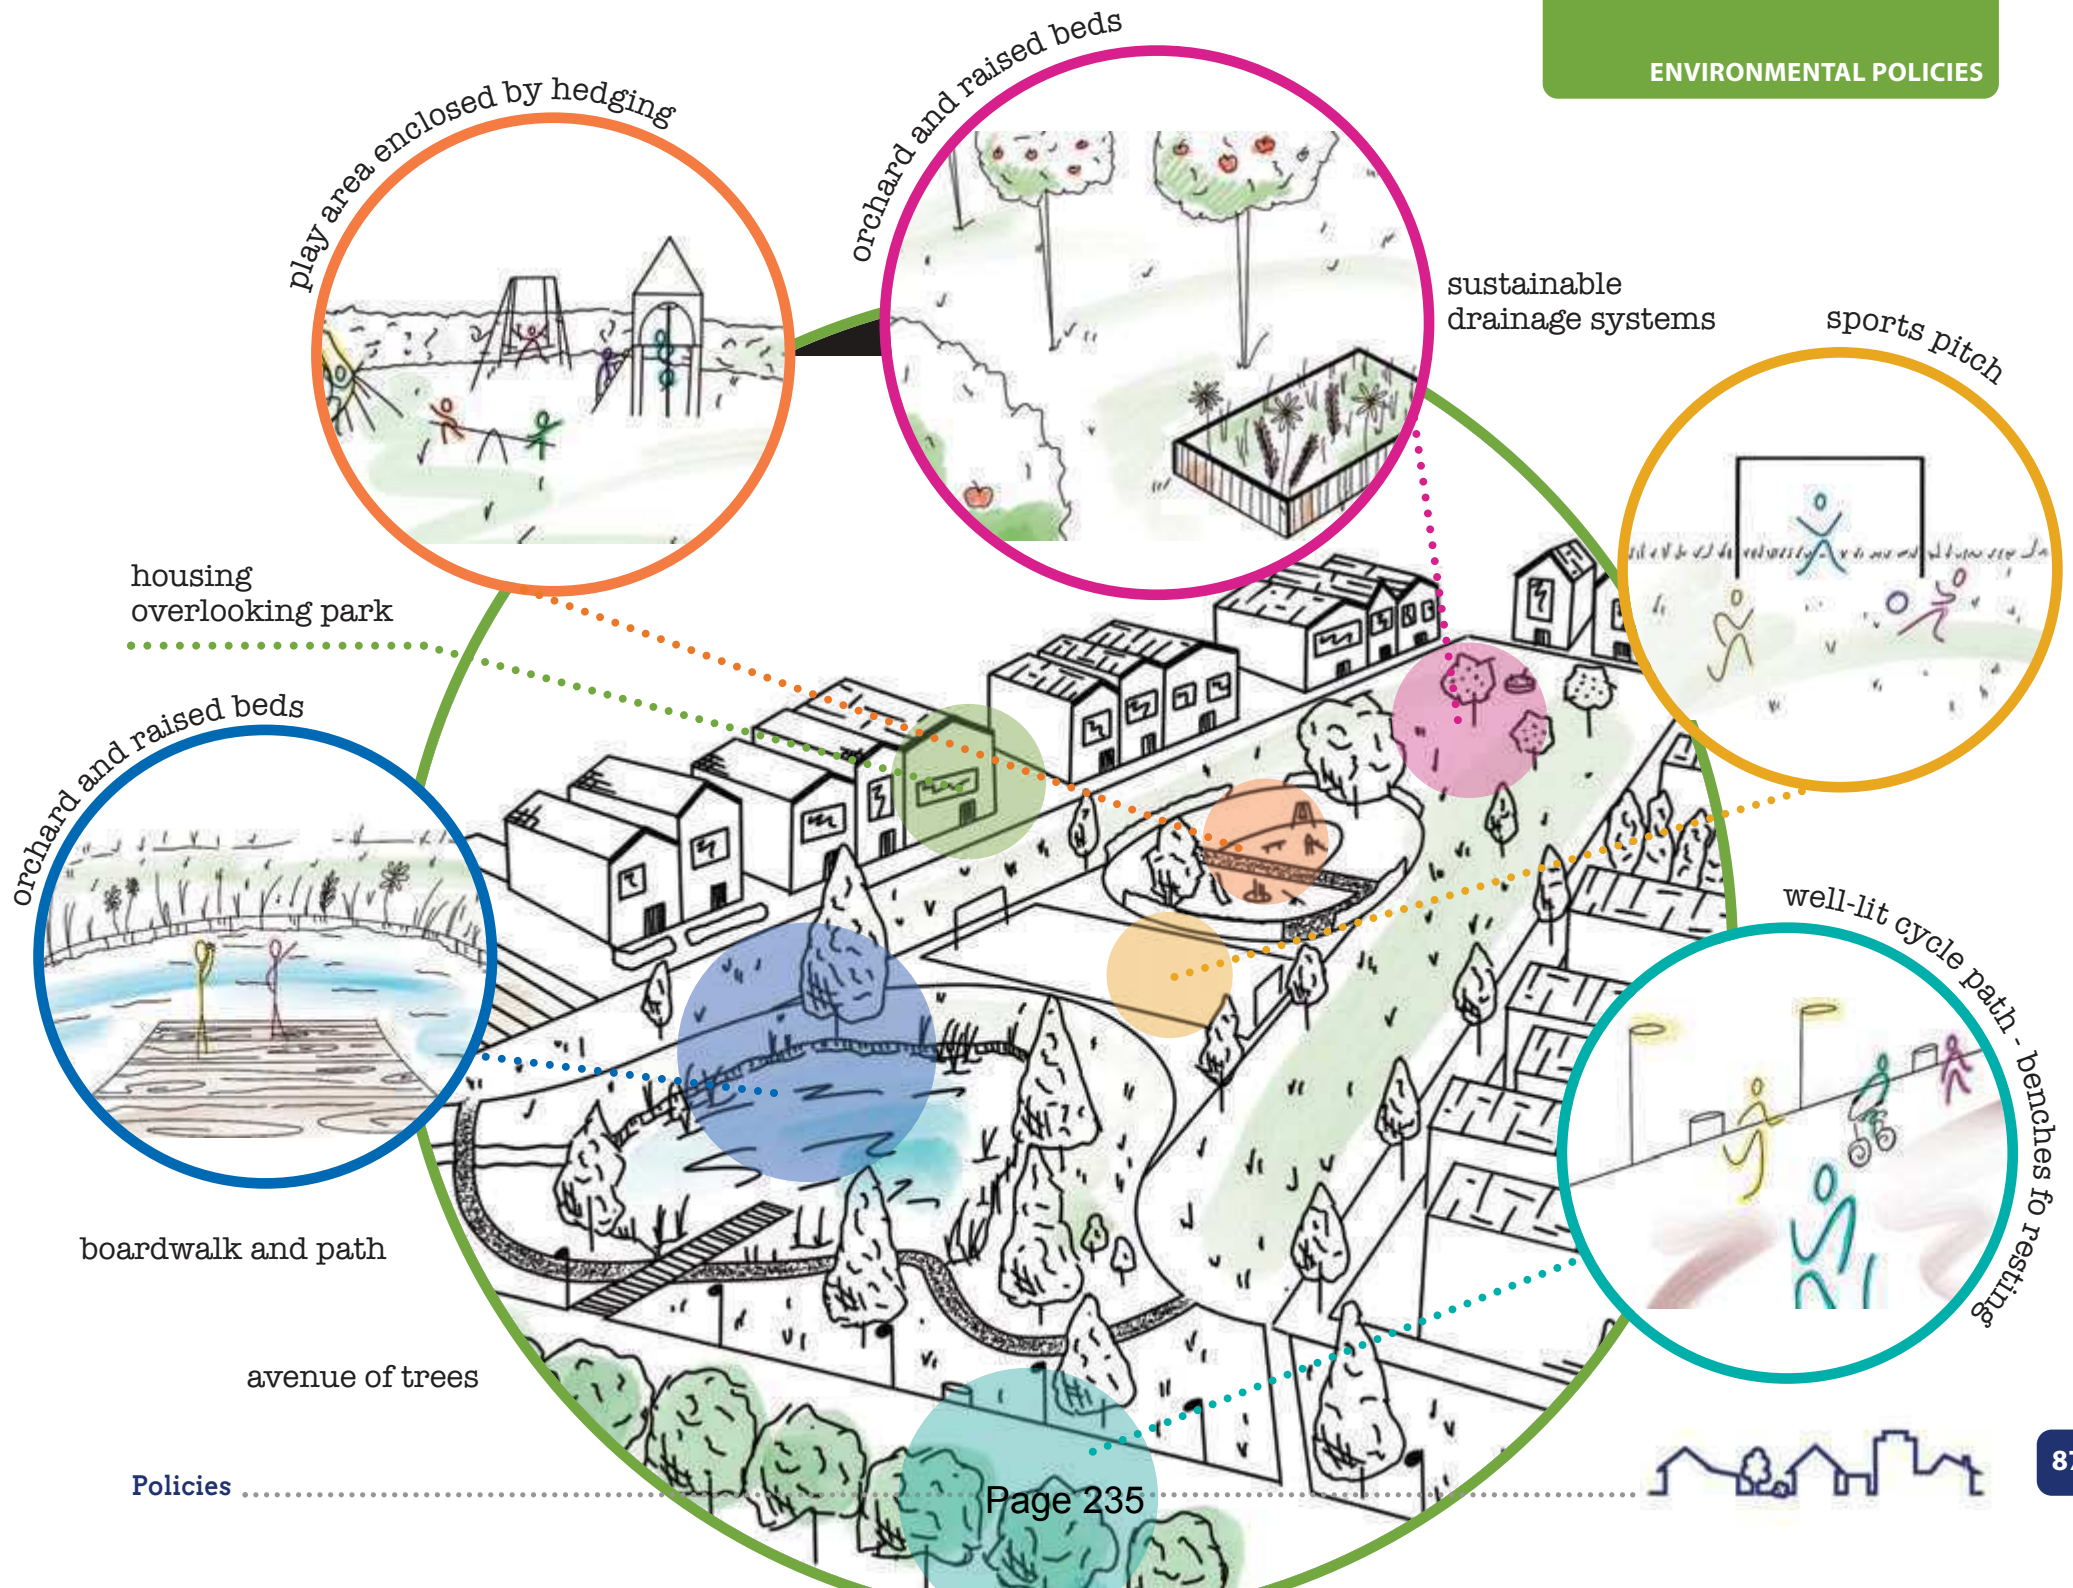 ENVIRONMENTAL POLICIES
orchard and raised beds
play area enclosed by hedging
sustainable
drainage systems
sports pitch
housing
overlooking park
orchard and raised beds
well-lit cycle path - benches fo resting
boardwalk and path
avenue of trees
Policies
Page 235
87